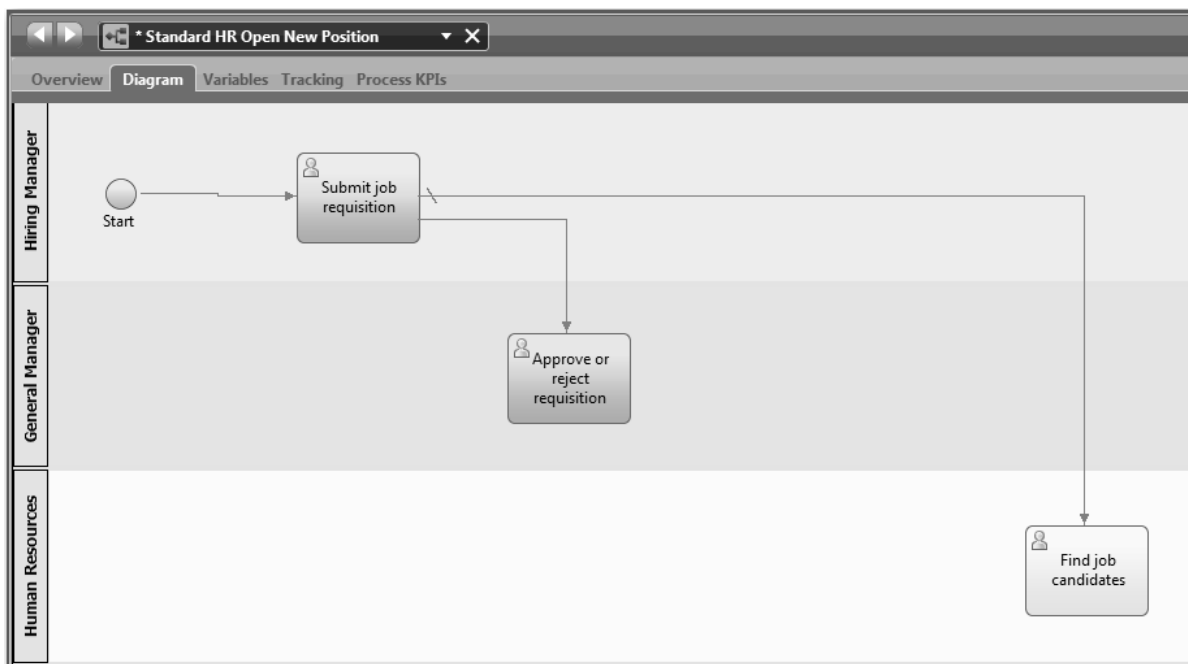 * Standard HR Open New Position
Overview
Diagram
Variables
Tracking
Process KPIs
Hiring Manager
Start
Submit job
requisition
General Manager
Approve or
reject
requisition
Human Resources
Find job
candidates